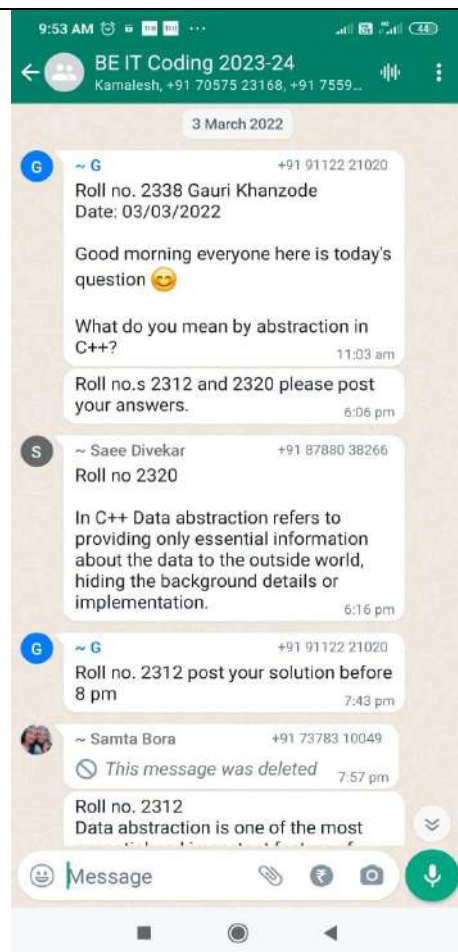 9:53 AM
44
BE IT Coding 2023-24
Kamalesh, +91 70575 23168, +91 7559...
3 March 2022
G
~ G +91 91122 21020
Roll no. 2338 Gauri Khanzode
Date: 03/03/2022
Good morning everyone here is today's
question 😊
What do you mean by abstraction in
C++?
11:03 am
Roll no.s 2312 and 2320 please post
your answers.
6:06 pm
S
~ Saee Divekar +91 87880 38266
Roll no 2320
In C++ Data abstraction refers to
providing only essential information
about the data to the outside world,
hiding the background details or
implementation.
6:16 pm
G
~ G +91 91122 21020
Roll no. 2312 post your solution before
8 pm
7:43 pm
~ Samta Bora +91 73783 10049
This message was deleted 7:57 pm
Roll no. 2312
Data abstraction is one of the most
Message